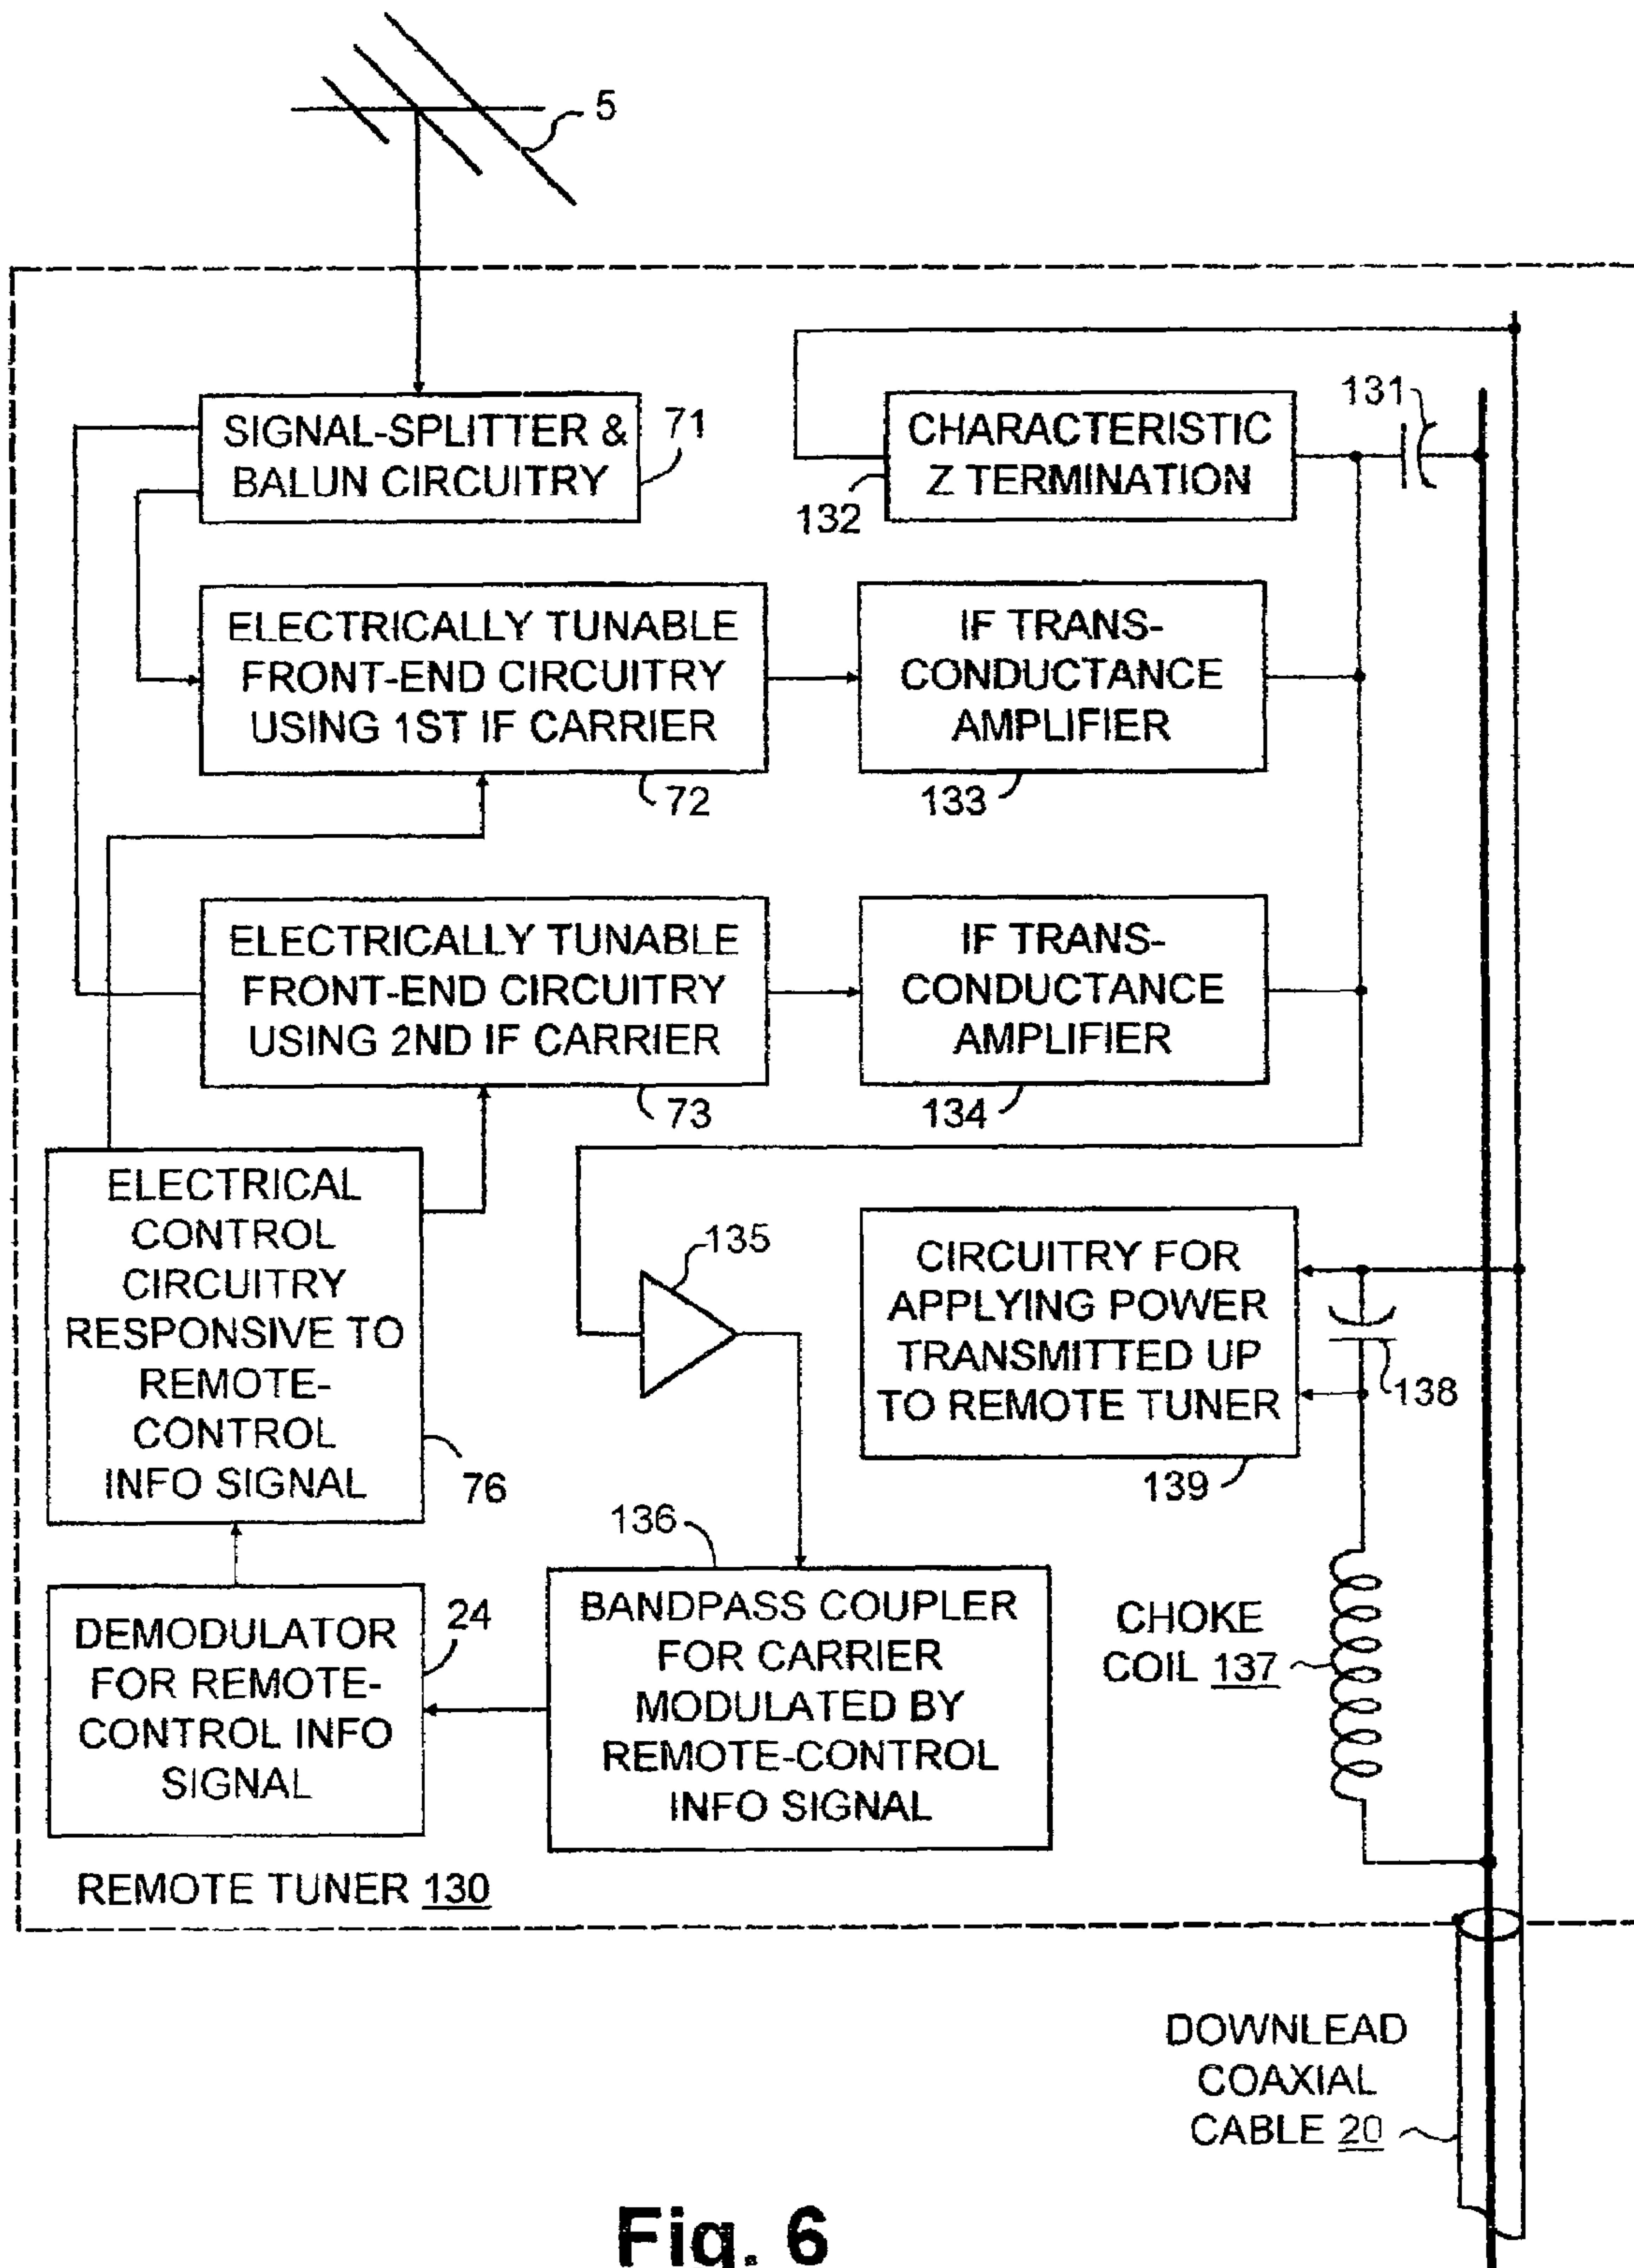 5
SIGNAL-SPLITTER &
BALUN CIRCUITRY
71
CHARACTERISTIC
Z TERMINATION
132
131
ELECTRICALLY TUNABLE
FRONT-END CIRCUITRY
USING 1ST IF CARRIER
72
IF TRANS-
CONDUCTANCE
AMPLIFIER
133
ELECTRICALLY TUNABLE
FRONT-END CIRCUITRY
USING 2ND IF CARRIER
73
IF TRANS-
CONDUCTANCE
AMPLIFIER
134
ELECTRICAL
CONTROL
CIRCUITRY
RESPONSIVE TO
REMOTE-
CONTROL
INFO SIGNAL
76
135
CIRCUITRY FOR
APPLYING POWER
TRANSMITTED UP
TO REMOTE TUNER
139
138
136
DEMODULATOR
FOR REMOTE-
CONTROL INFO
SIGNAL
24
BANDPASS COUPLER
FOR CARRIER
MODULATED BY
REMOTE-CONTROL
INFO SIGNAL
CHOKE
COIL 137
REMOTE TUNER 130
DOWNLEAD
COAXIAL
CABLE 20
Fig. 6